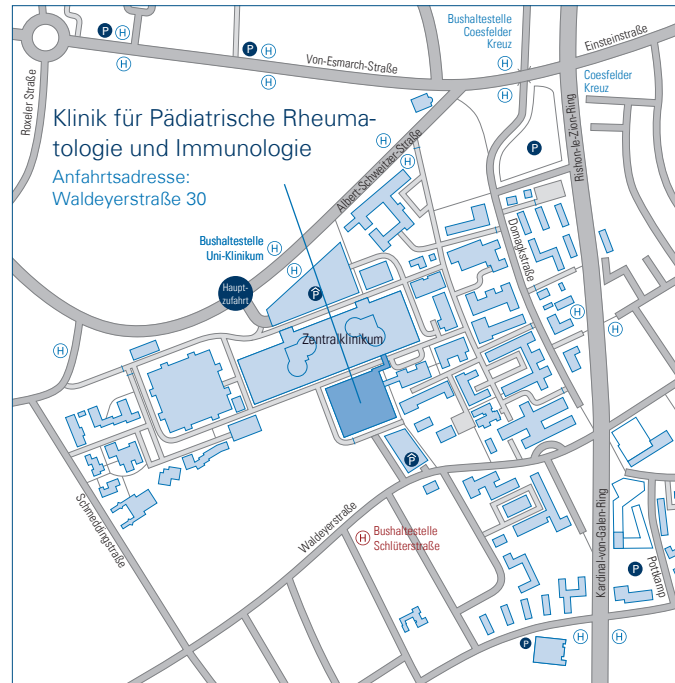 P
H
H
P
H
H
Bushaltestelle
Coesfelder
Kreuz
H
H
Einsteinstraße
Von-Esmarch-Straße
Roxeler Straße
Coesfelder
Kreuz
Rishon-le-Zion-Ring
Klinik für Pädiatrische Rheuma-
tologie und Immunologie
Anfahrtsadresse:
Waldeyerstraße 30
P
Albert-Schweitzer-Straße
Domagkstraße
Bushaltestelle
Uni-Klinikum
H
H
Haupt-
zufahrt
P
H
H
Zentralklinikum
H
P
Schmeddingstraße
Waldeyerstraße
H
Bushaltestelle
Schlüterstraße
Kardinal-von-Galen-Ring
P
Pottkamp
P
H
H